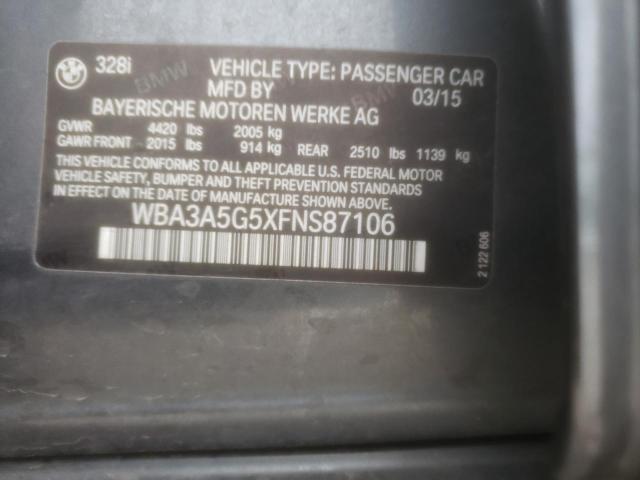 BMW 328i VEHICLE TYPE: PASSENGER CAR
MFD BY 03/15
BAYERISCHE MOTOREN WERKE AG
GVWR 4420 lbs 2005 kg
GAWR FRONT 2015 lbs 914 kg REAR 2510 lbs 1139 kg
THIS VEHICLE CONFORMS TO ALL APPLICABLE U.S. FEDERAL MOTOR
VEHICLE SAFETY, BUMPER AND THEFT PREVENTION STANDARDS
IN EFFECT ON THE DATE OF MANUFACTURE SHOWN ABOVE.
WBA3A5G5XFNS87106
2 122 606